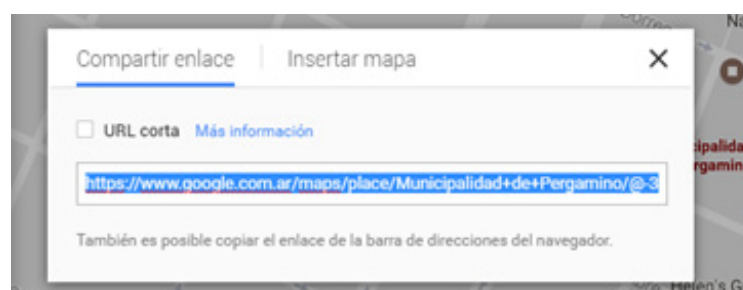 Compartir enlace
Insertar mapa
URL corta Más información
https://www.google.com.ar/maps/place/Municipalidad+de+Pergamino/@-3
También es posible copiar el enlace de la barra de direcciones del navegador.